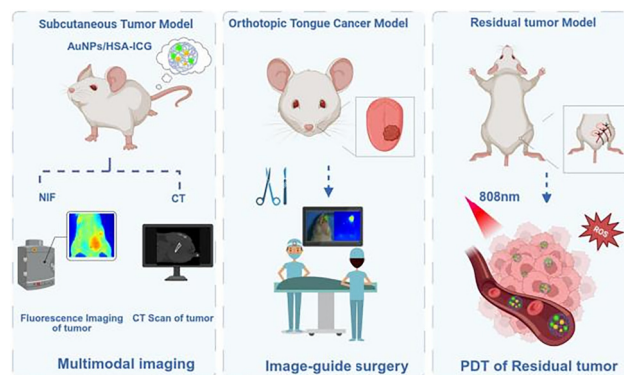 Subcutaneous Tumor Model
AuNPs/HSA-ICG
NIF
CT
Fluorescence Imaging
of tumor
CT Scan of tumor
Multimodal imaging
Orthotopic Tongue Cancer Model
Image-guide surgery
Residual tumor Model
808nm
ROS
PDT of Residual tumor